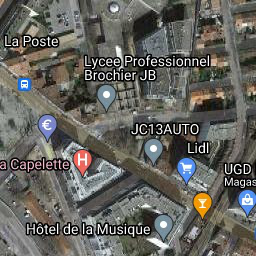 La Poste
Lycee Professionnel
Brochier JB
JC13AUTO
Lidl
a Capelette
H
UGD
Magas
Hôtel de la Musique